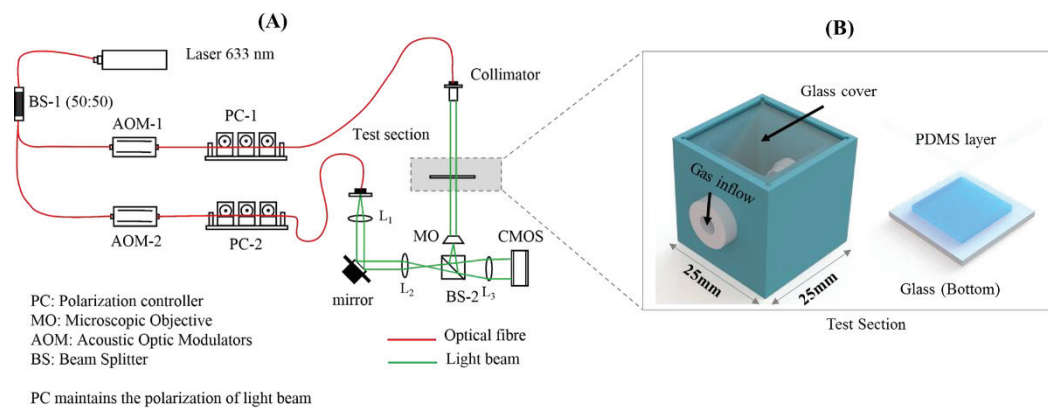 (A)
Laser 633 nm
BS-1 (50:50)
AOM-1
PC-1
Collimator
Test section
AOM-2
PC-2
L1
MO
CMOS
mirror
L2
BS-2
L3
PC: Polarization controller
MO: Microscopic Objective
AOM: Acoustic Optic Modulators
BS: Beam Splitter
Optical fibre
Light beam
PC maintains the polarization of light beam
(B)
Glass cover
PDMS layer
Gas inflow
25mm
25mm
Glass (Bottom)
Test Section